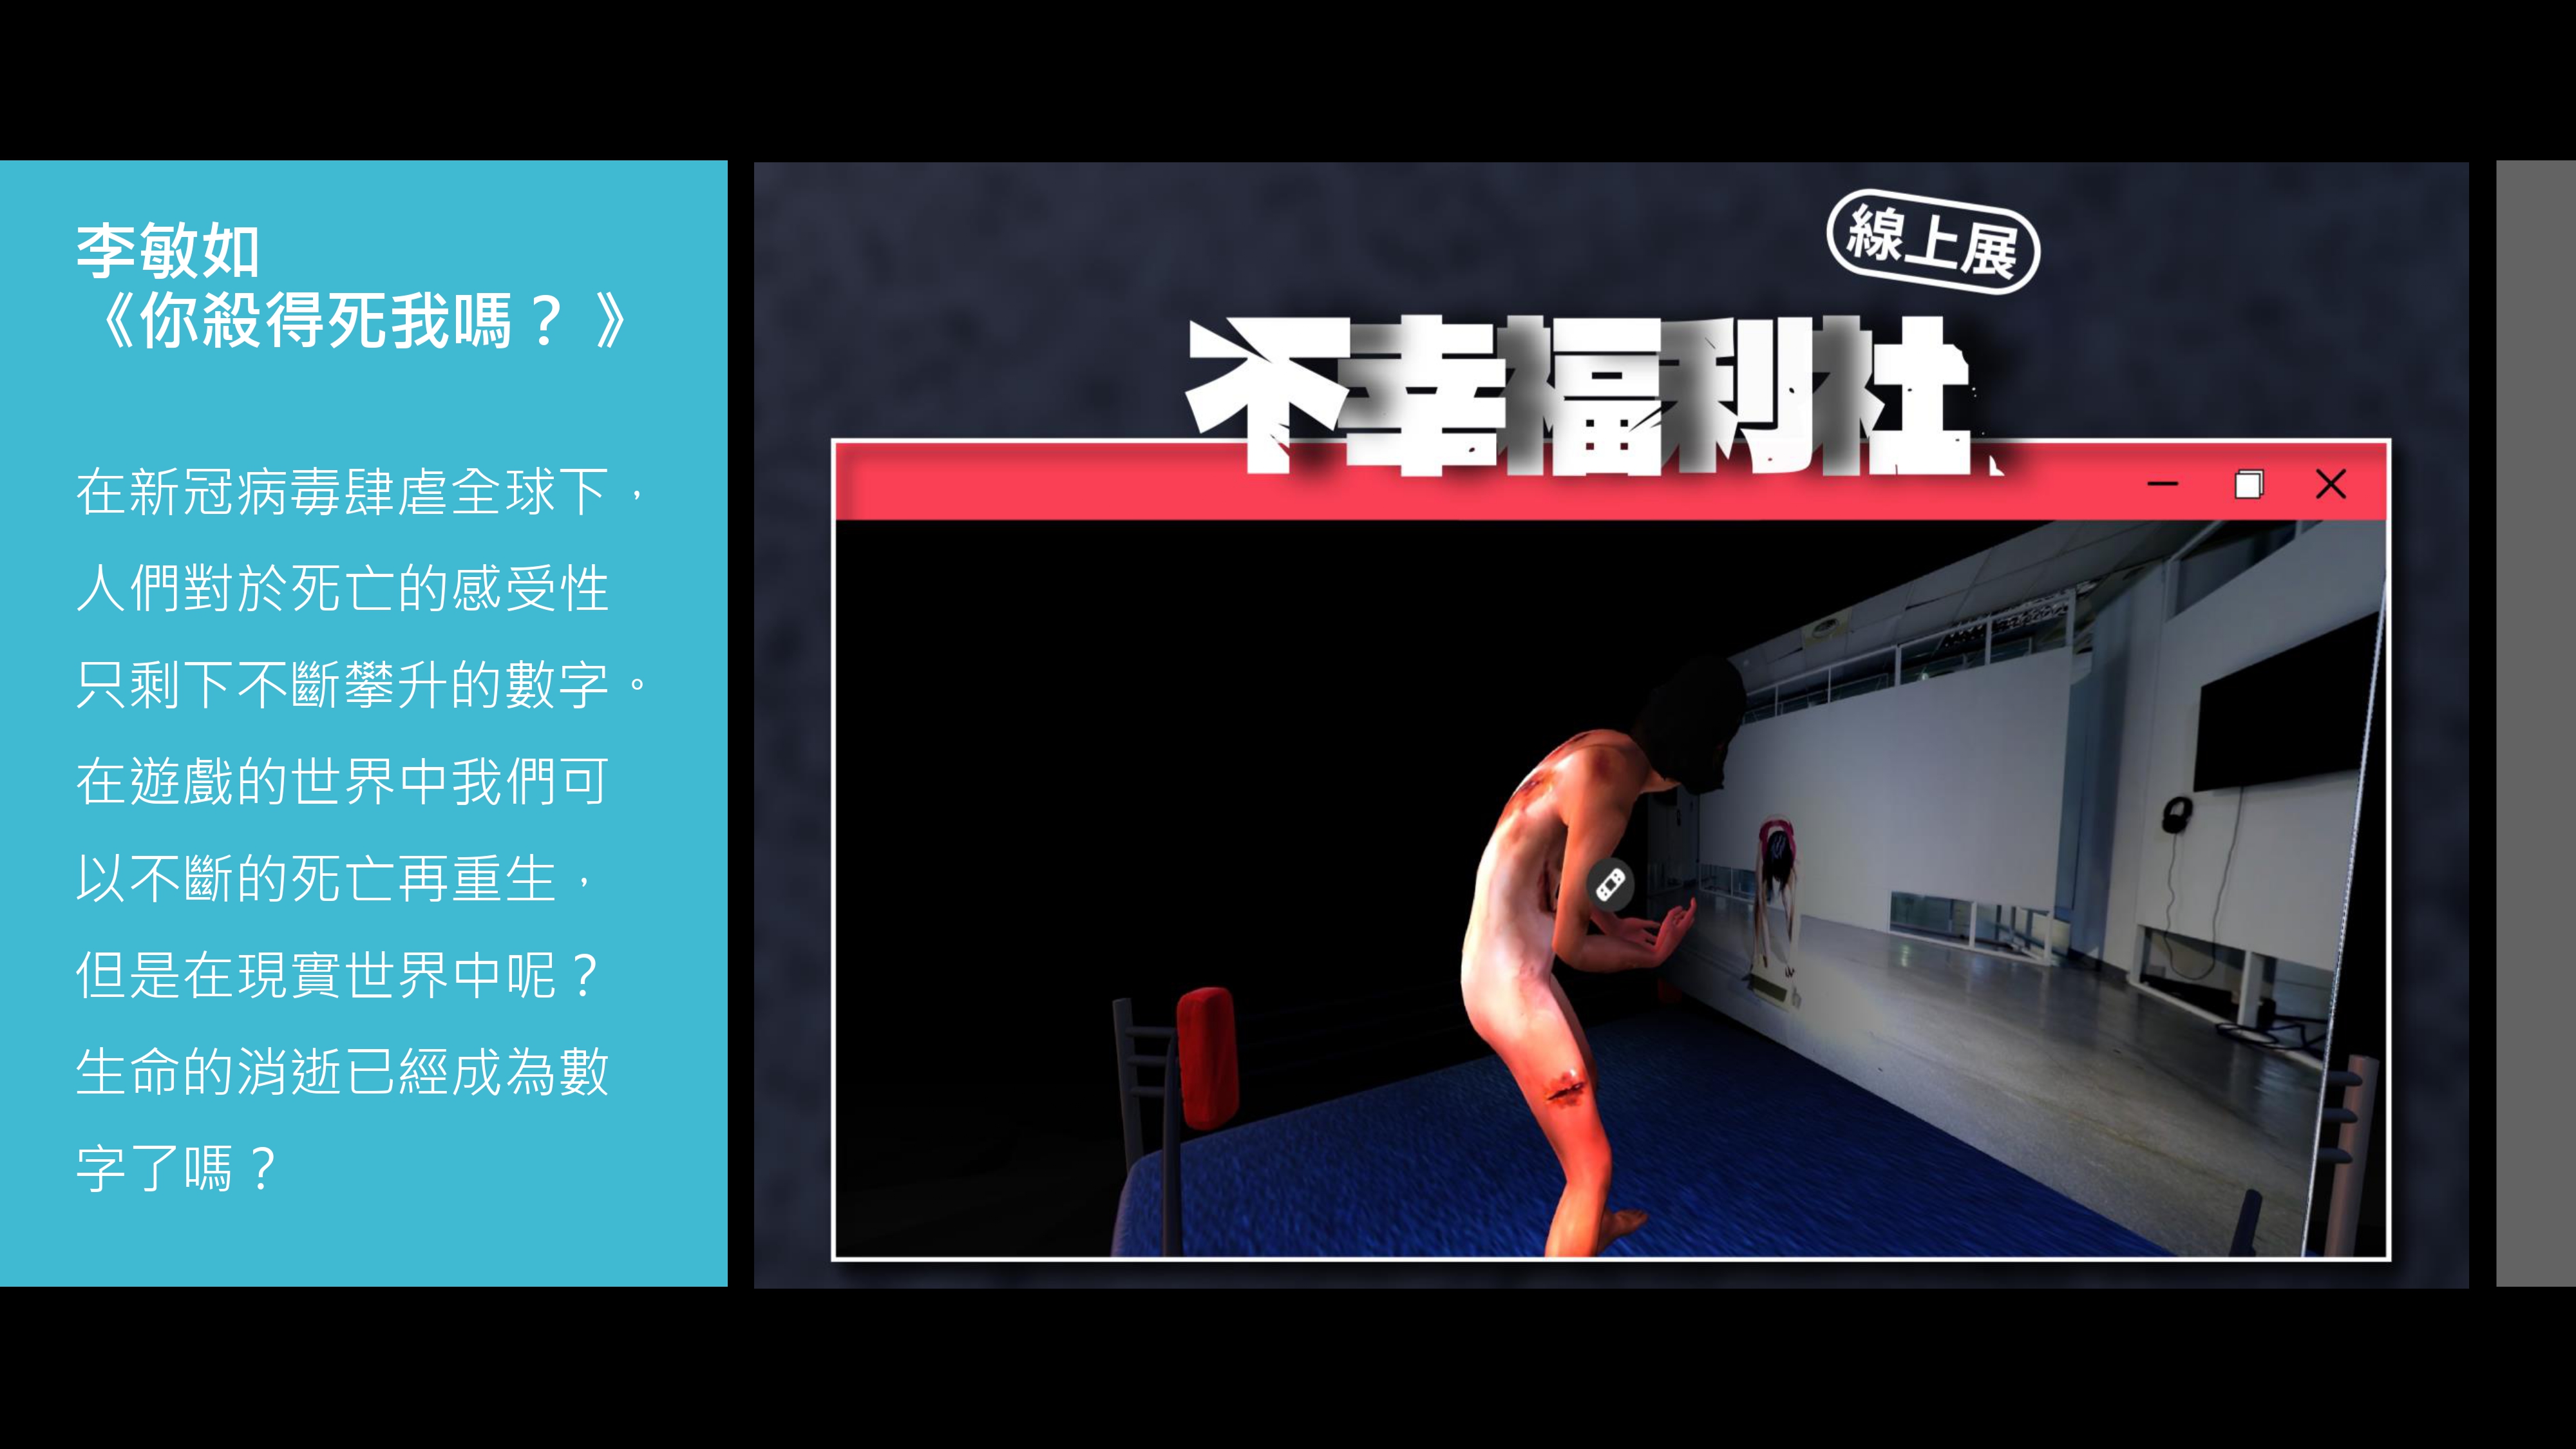 李敏如
《你殺得死我嗎？ 》
在新冠病毒肆虐全球下，
人們對於死亡的感受性
只剩下不斷攀升的數字。
在遊戲的世界中我們可
以不斷的死亡再重生，
但是在現實世界中呢？
生命的消逝已經成為數
字了嗎？
線上展
不幸福利社